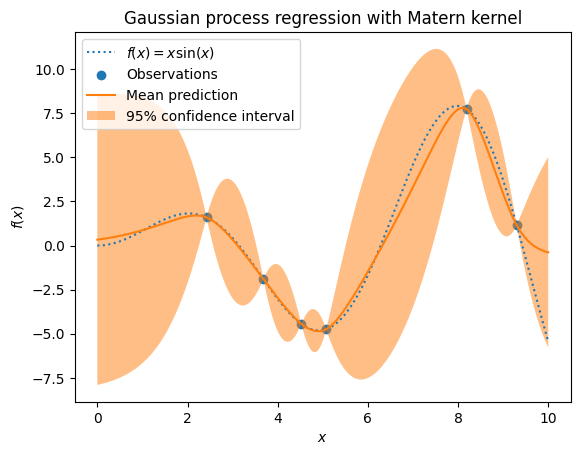 Gaussian process regression with Matern kernel
f(x) = x sin(x)
Observations
Mean prediction
95% confidence interval
10.0
7.5
5.0
2.5
0.0
−2.5
−5.0
−7.5
f(x)
0 2 4 6 8 10
x